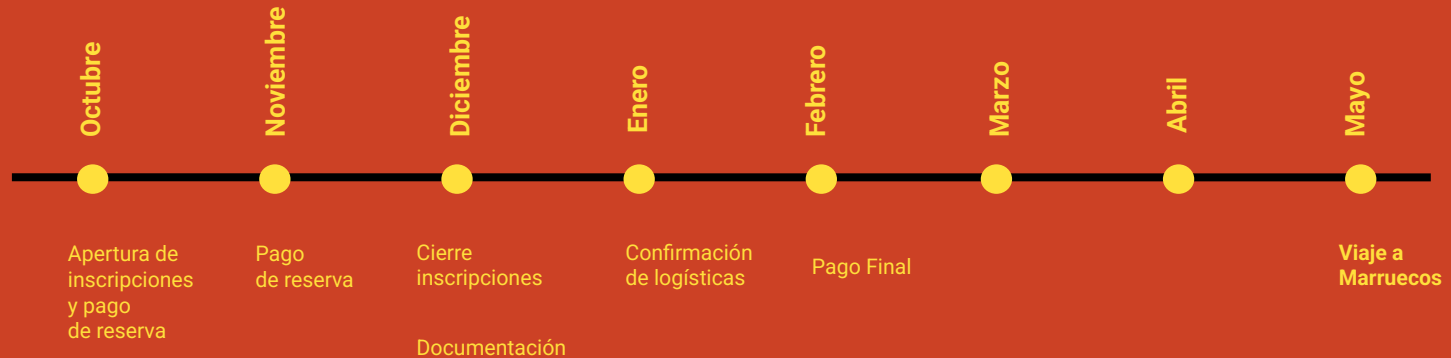 Octubre
Noviembre
Diciembre
Enero
Febrero
Marzo
Abril
Mayo
Apertura de
inscripciones
y pago
de reserva
Pago
de reserva
Cierre
inscripciones
Documentación
Confirmación
de logísticas
Pago Final
Viaje a
Marruecos